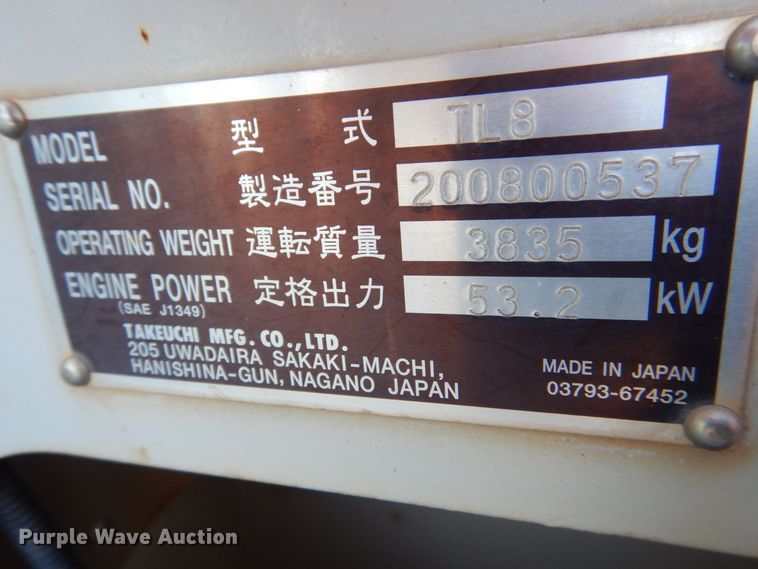 MODEL 型式 TL8
SERIAL NO. 製造番号 200800537
OPERATING WEIGHT 運転質量 3835 kg
ENGINE POWER 定格出力 53.2 kW
(SAE J1349)
TAKEUCHI MFG. CO., LTD.
205 UWADAIRA SAKAKI-MACHI,
HANISHINA-GUN, NAGANO JAPAN
MADE IN JAPAN
03793-67452
Purple Wave Auction